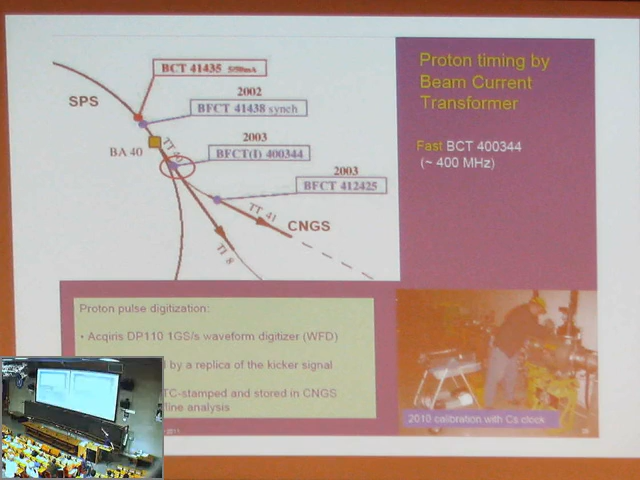 Proton timing by
Beam Current
Transformer
Fast BCT 400344
(~ 400 MHz)
BCT 41435
SPS
2002
BFCT 41438 synch
2003
BA 40
TT 40
BFCT(I) 400344
2003
BFCT 412425
TT 41
CNGS
TI 8
Proton pulse digitization:
• Acqiris DP110 1GS/s waveform digitizer (WFD)
by a replica of the kicker signal
TC-stamped and stored in CNGS
line analysis
2010 calibration with Cs clock